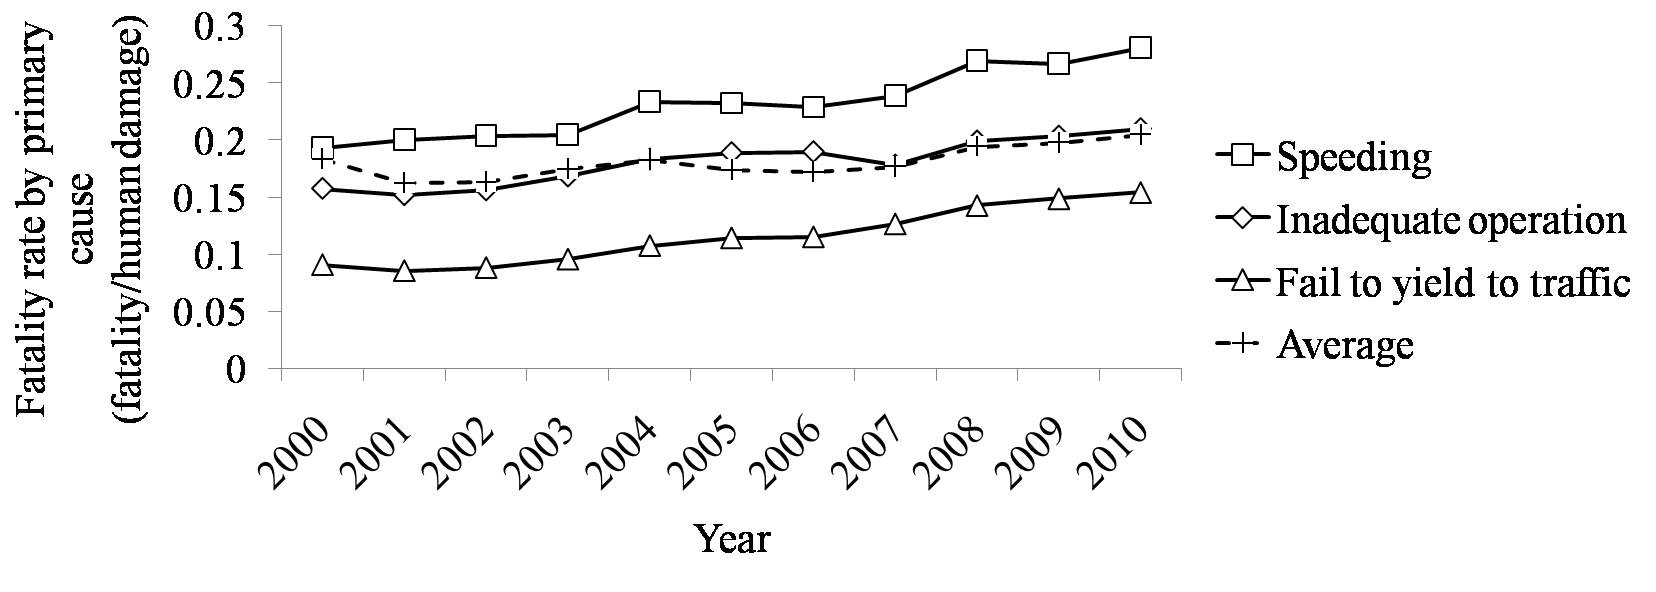 Fatality rate by primary
cause
(fatality/human damage)
0.3
0.25
0.2
0.15
0.1
0.05
0
2000
2001
2002
2003
2004
2005
2006
2007
2008
2009
2010
Year
Speeding
Inadequate operation
Fail to yield to traffic
Average